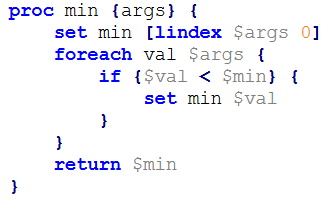 proc min {args} {
    set min [lindex $args 0]
    foreach val $args {
        if {$val < $min} {
            set min $val
        }
    }
    return $min
}